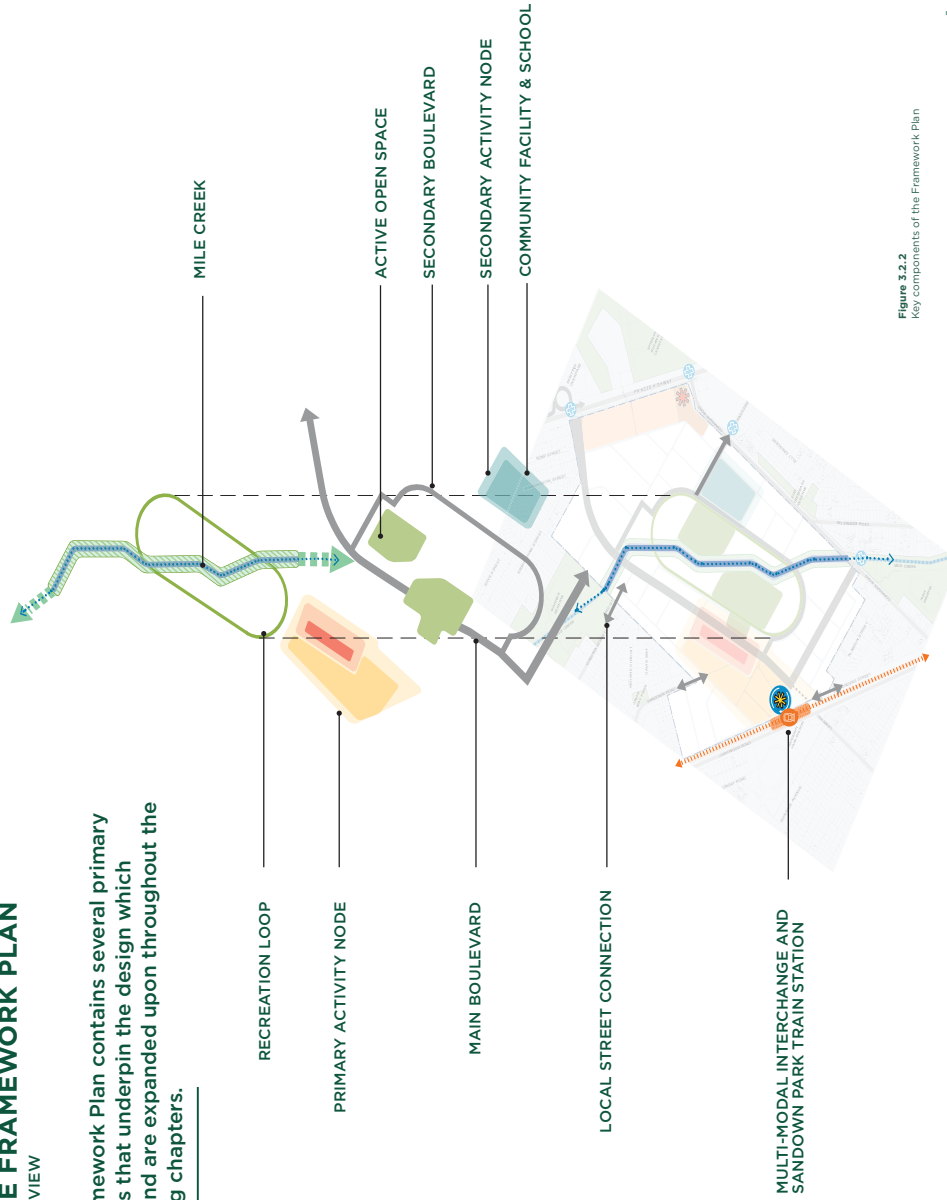 E FRAMEWORK PLAN
VIEW
mework Plan contains several primary
s that underpin the design which
nd are expanded upon throughout the
g chapters.
MILE CREEK
ACTIVE OPEN SPACE
SECONDARY BOULEVARD
SECONDARY ACTIVITY NODE
COMMUNITY FACILITY & SCHOOL
RECREATION LOOP
PRIMARY ACTIVITY NODE
MAIN BOULEVARD
LOCAL STREET CONNECTION
MULTI-MODAL INTERCHANGE AND
SANDOWN PARK TRAIN STATION
PRINCES HIGHWAY
Figure 3.2.2
Key components of the Framework Plan